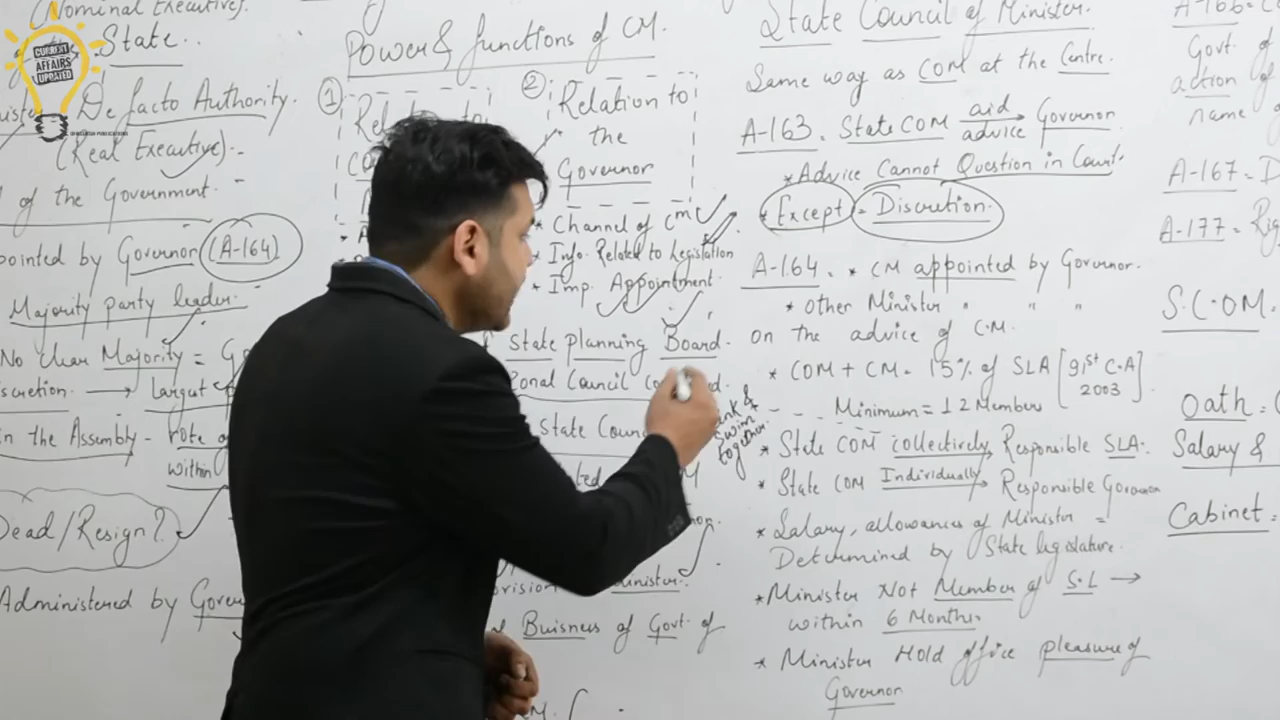 (Nominal Executive).
State..
De facto Authority.
(Real Executive).
of the Government.
by Governor (A-164)
Majority party leader.
No Clear Majority =
→ Largest
in the Assembly - vote
within
Dead/Resign?
Administered by
Power & functions of CM.
①
② Relation to
the
Governor
* Channel of Cm
* Info. Related to Legislation
* Imp. Appointment.
State planning Board.
Zonal Council
State
Buisness of Govt. of
State Council of Minister.
Same way as COM at the Centre.
A-163. State COM aid advice → Governor
* Advice Cannot Question in Court.
* Except = Discretion.
A-164. * CM appointed by Governor.
* Other Minister " " "
on the advice of C.M.
* COM + CM = 15% of SLA [91st C.A 2003]
Minimum = 12 Members
Swim
together.
* State COM collectively Responsible SLA.
* State COM Individually → Responsible Governor
* Salary, allowances of Minister =
Determined by State legislature.
* Minister Not Member of S.L →
within 6 Months.
* Minister Hold office pleasure of
Governor
A-166 =
Govt. of
action
name
A-167 =
A-177 =
S.C.O.M.
Oath =
Salary &
Cabinet =
CURRENT
AFFAIRS
UPDATED